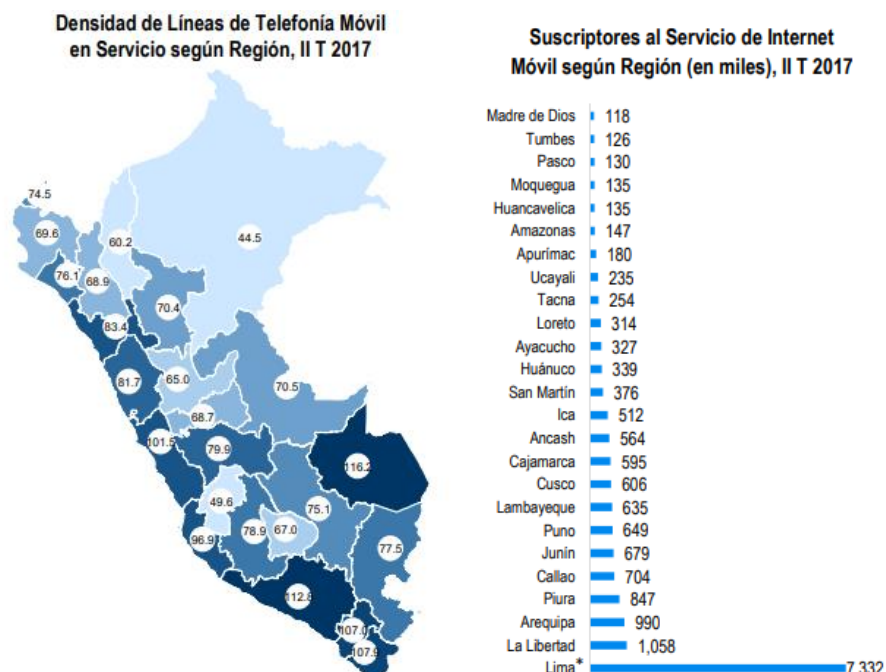 Densidad de Líneas de Telefonía Móvil
en Servicio según Región, II T 2017
74.5
69.6
60.2
44.5
76.1
68.9
70.4
83.4
81.7
65.0
70.5
68.7
101.5
79.9
116.2
49.6
75.1
96.9
78.9
67.0
77.5
112.8
107.0
107.9
Suscriptores al Servicio de Internet
Móvil según Región (en miles), II T 2017
Madre de Dios 118
Tumbes 126
Pasco 130
Moquegua 135
Huancavelica 135
Amazonas 147
Apurímac 180
Ucayali 235
Tacna 254
Loreto 314
Ayacucho 327
Huánuco 339
San Martín 376
Ica 512
Ancash 564
Cajamarca 595
Cusco 606
Lambayeque 635
Puno 649
Junín 679
Callao 704
Piura 847
Arequipa 990
La Libertad 1,058
Lima* 7,332